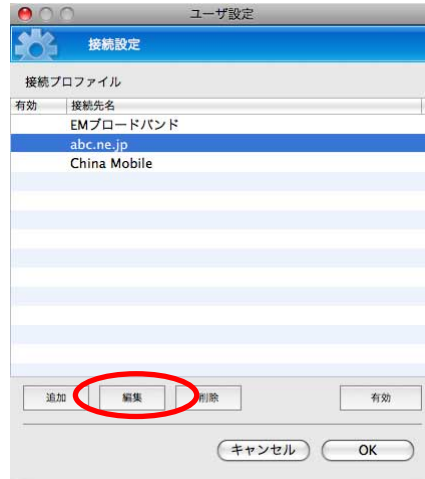 ユーザ設定
接続設定
接続プロファイル
有効 接続先名
EMブロードバンド
abc.ne.jp
China Mobile
追加 編集 削除 有効
キャンセル OK